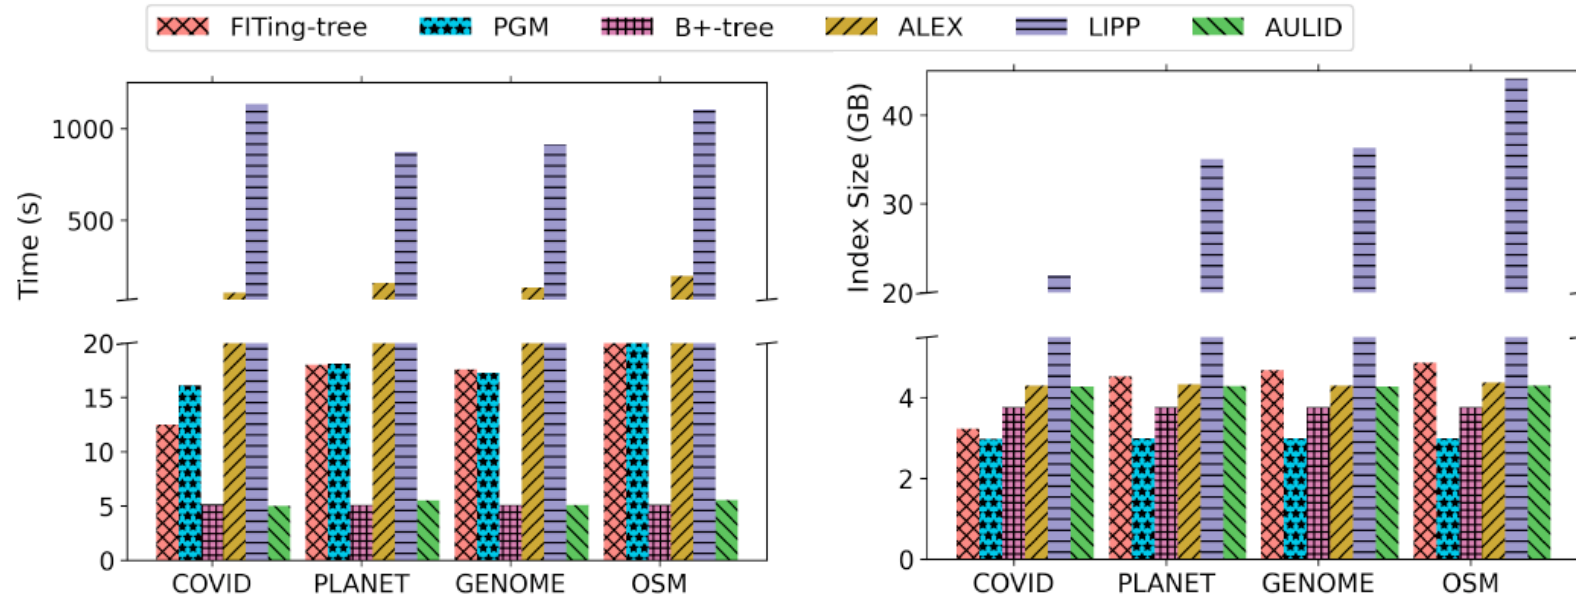 FITing-tree PGM B+-tree ALEX LIPP AULID
Time (s)
1000
500
20
15
10
5
0
COVID PLANET GENOME OSM
Index Size (GB)
40
30
20
4
2
0
COVID PLANET GENOME OSM